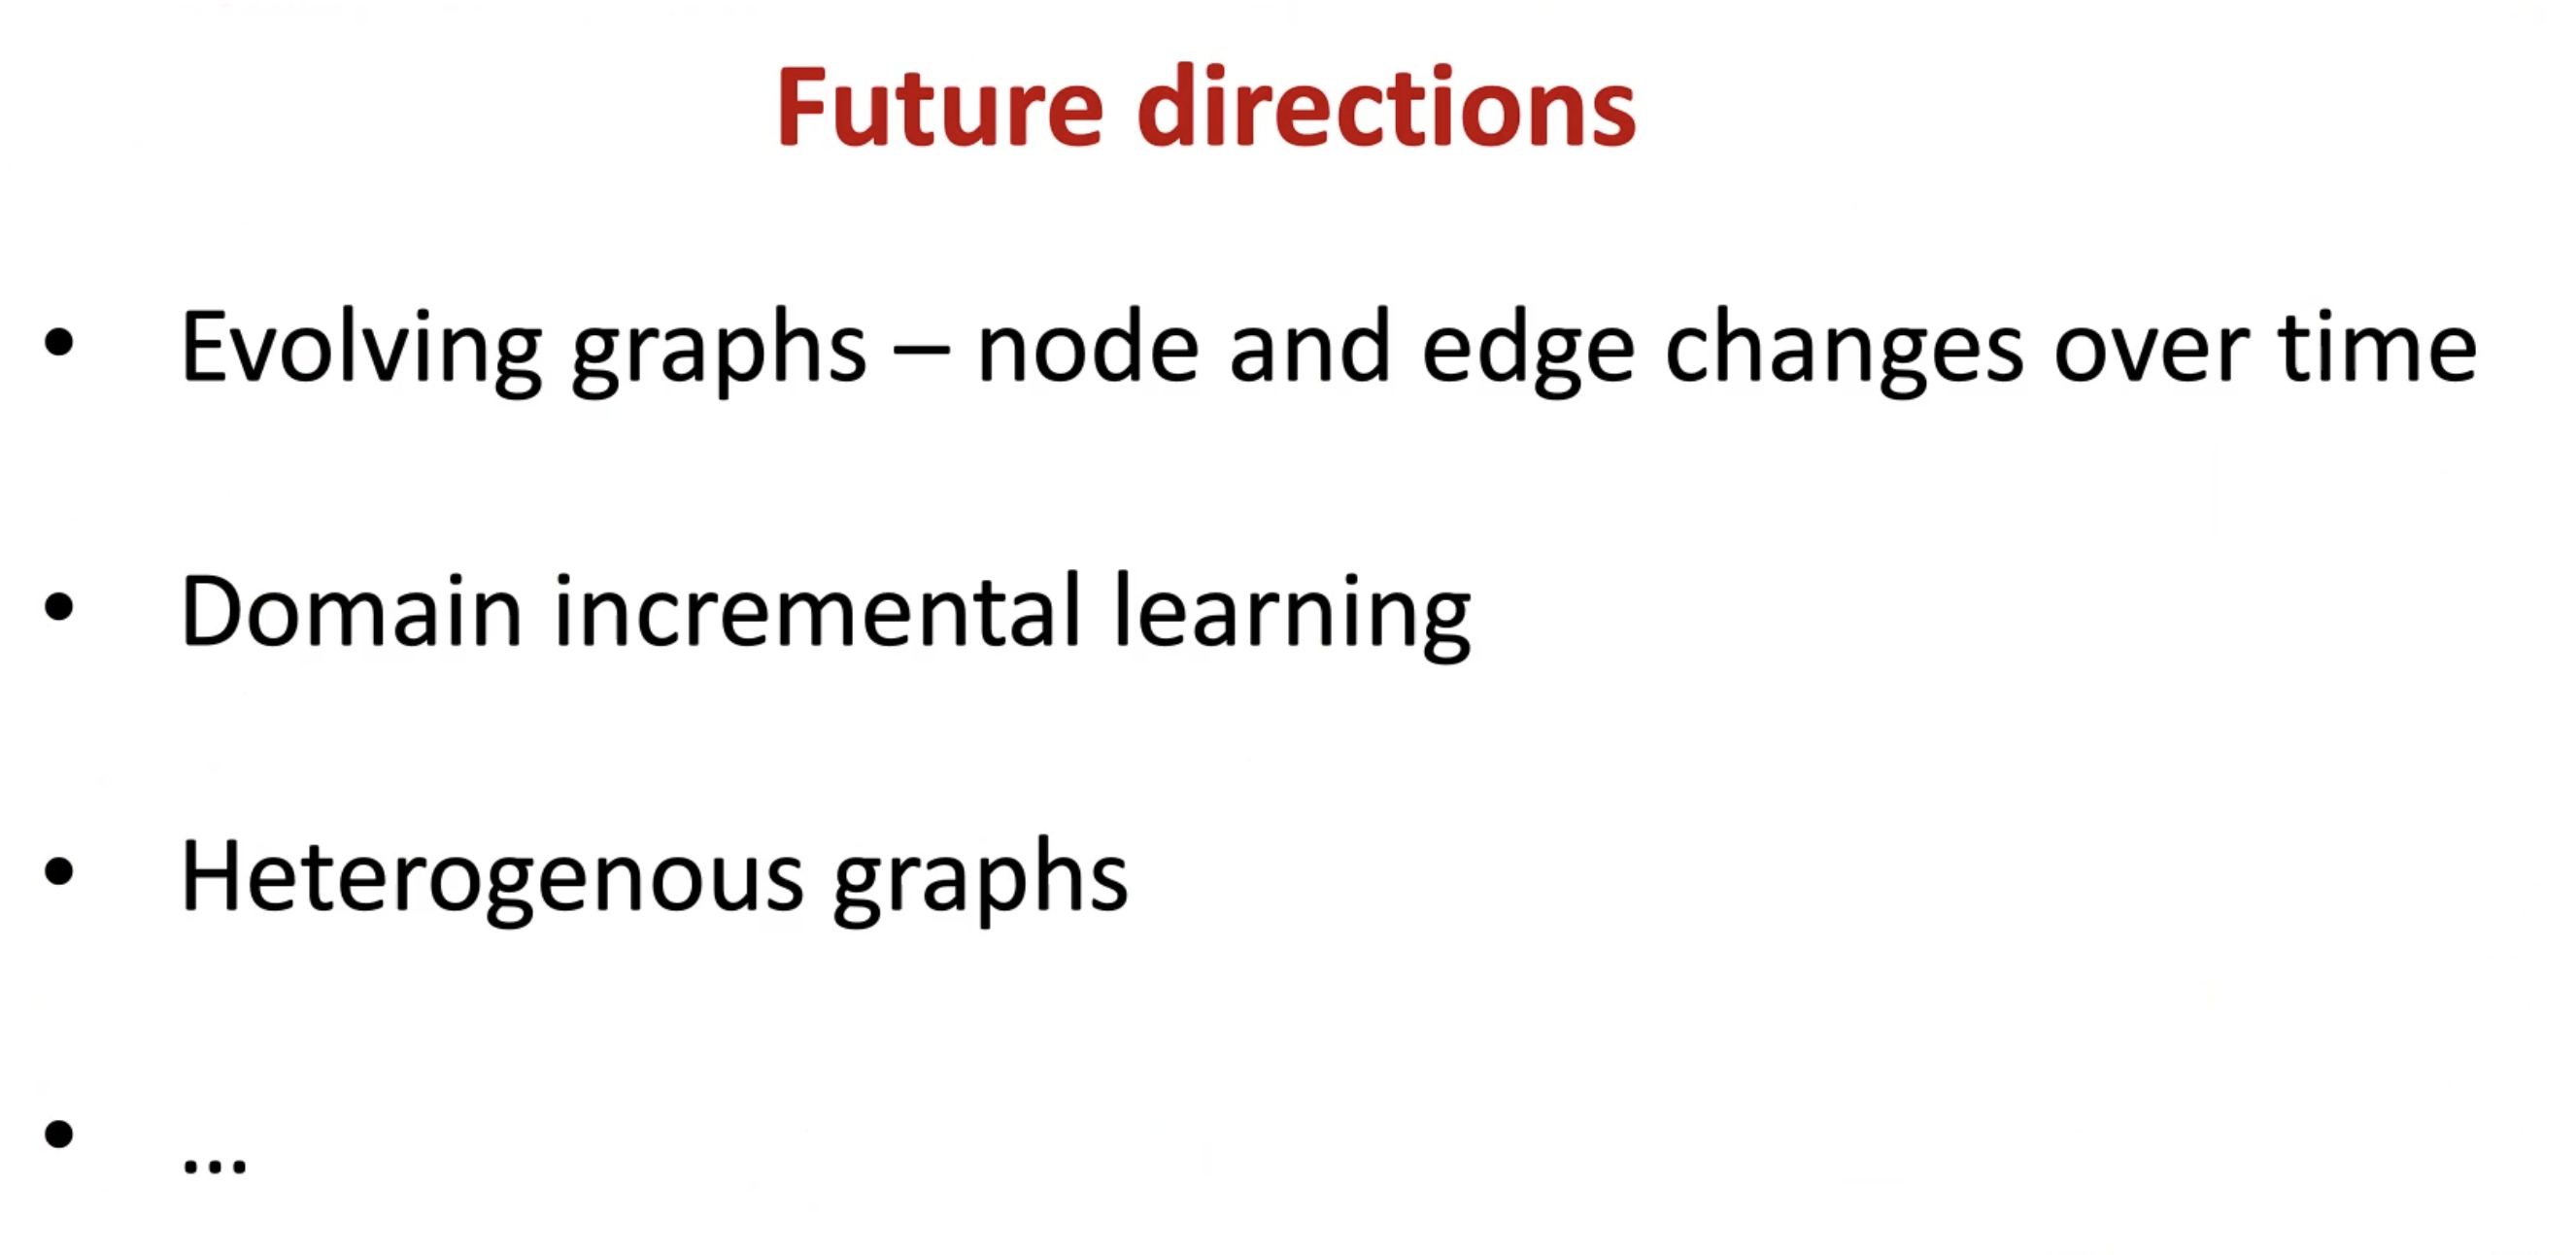 Future directions
• Evolving graphs – node and edge changes over time
• Domain incremental learning
• Heterogenous graphs
• ...